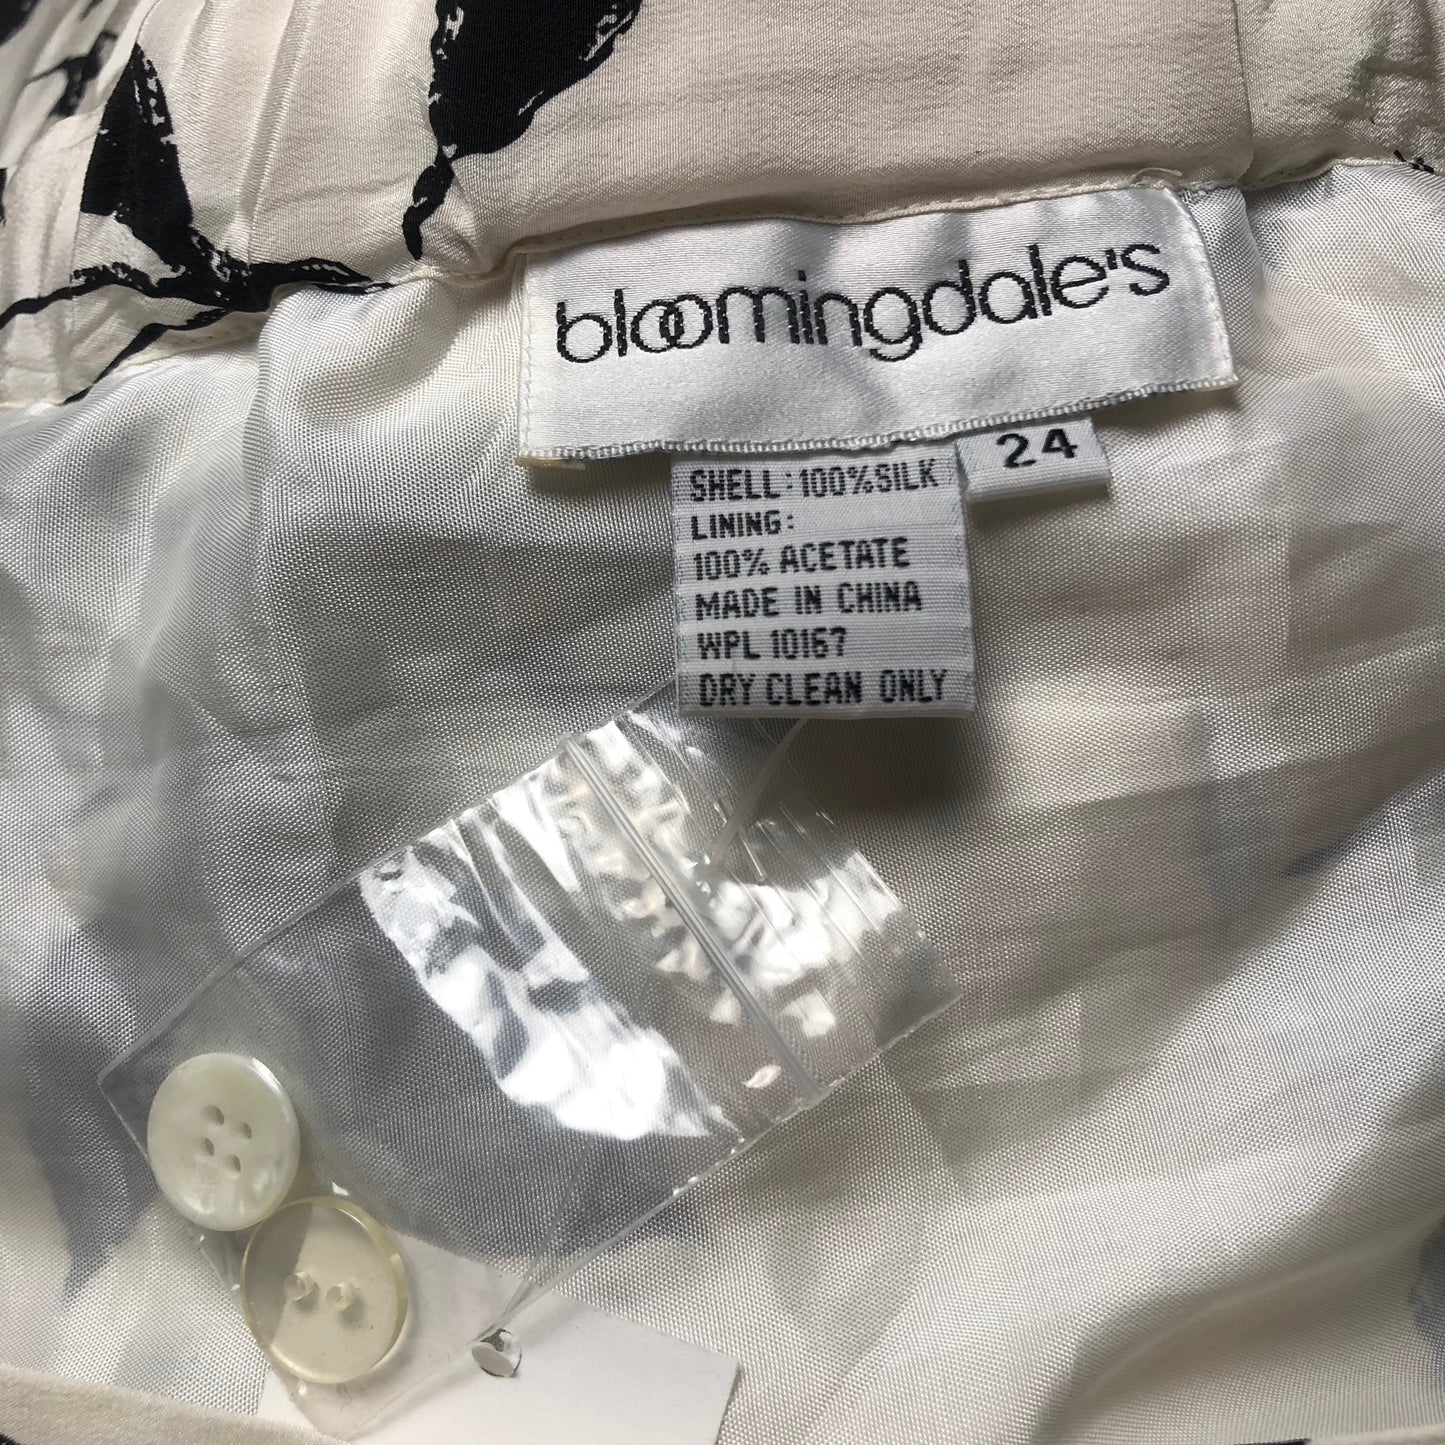 bloomingdale's
24
SHELL: 100% SILK
LINING:
100% ACETATE
MADE IN CHINA
WPL 10167
DRY CLEAN ONLY